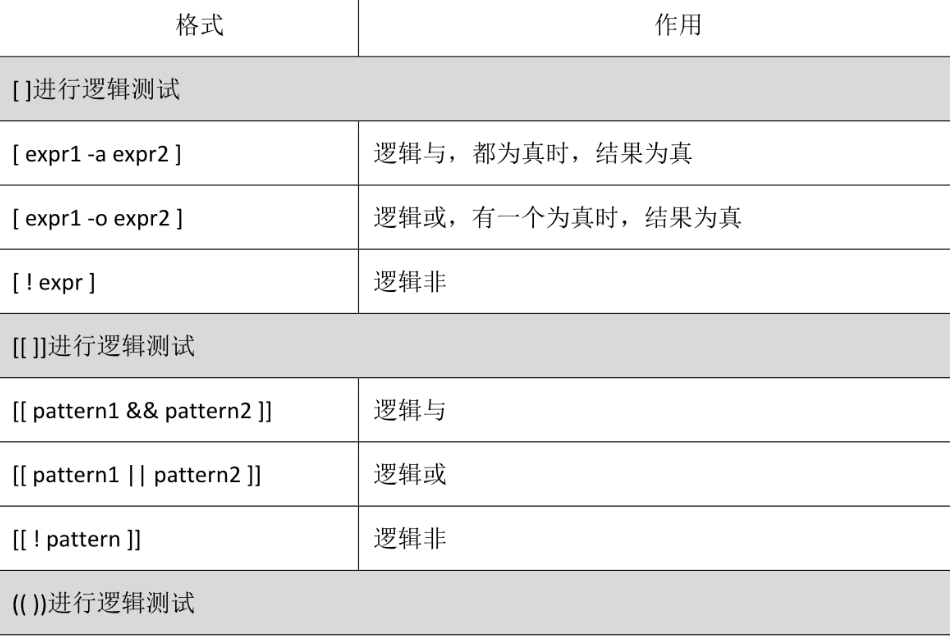 格式 作用
[ ]进行逻辑测试
[ expr1 -a expr2 ] 逻辑与，都为真时，结果为真
[ expr1 -o expr2 ] 逻辑或，有一个为真时，结果为真
[ ! expr ] 逻辑非
[[ ]]进行逻辑测试
[[ pattern1 && pattern2 ]] 逻辑与
[[ pattern1 || pattern2 ]] 逻辑或
[[ ! pattern ]] 逻辑非
(( ))进行逻辑测试